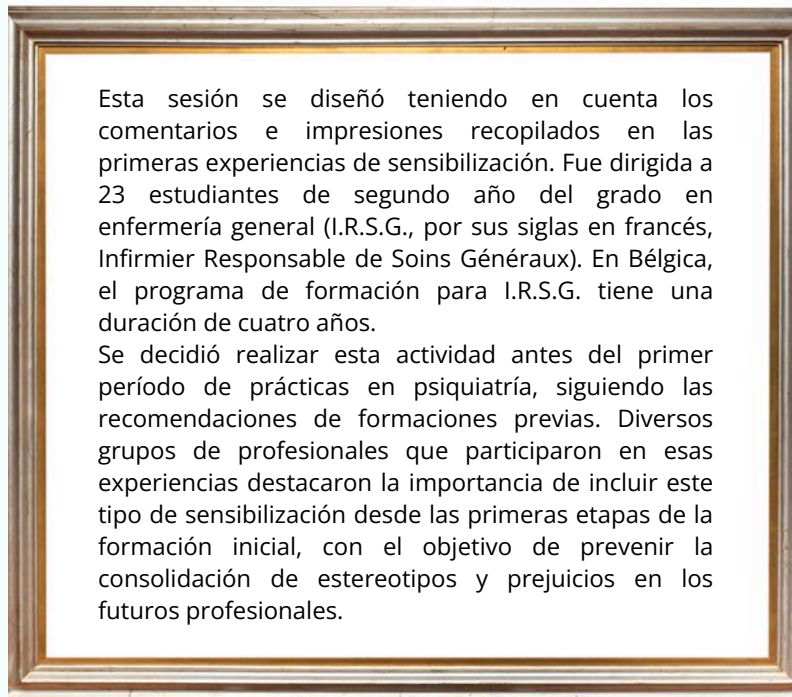 Esta sesión se diseñó teniendo en cuenta los
comentarios e impresiones recopilados en las
primeras experiencias de sensibilización. Fue dirigida a
23 estudiantes de segundo año del grado en
enfermería general (I.R.S.G., por sus siglas en francés,
Infirmier Responsable de Soins Généraux). En Bélgica,
el programa de formación para I.R.S.G. tiene una
duración de cuatro años.
Se decidió realizar esta actividad antes del primer
período de prácticas en psiquiatría, siguiendo las
recomendaciones de formaciones previas. Diversos
grupos de profesionales que participaron en esas
experiencias destacaron la importancia de incluir este
tipo de sensibilización desde las primeras etapas de la
formación inicial, con el objetivo de prevenir la
consolidación de estereotipos y prejuicios en los
futuros profesionales.